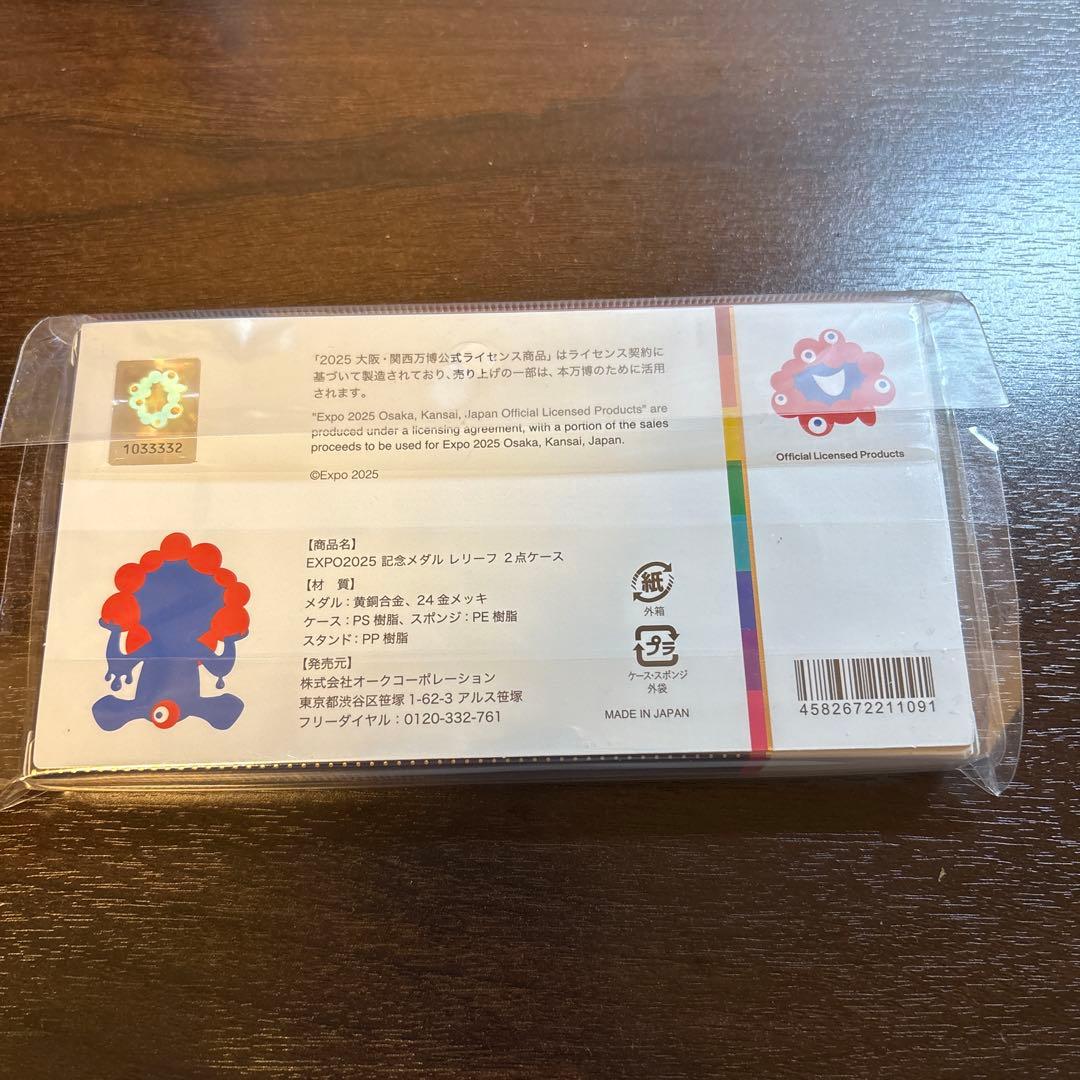 「2025 大阪・関西万博公式ライセンス商品」はライセンス契約に
基づいて製造されており、売り上げの一部は、本万博のために活用
されます。
"Expo 2025 Osaka, Kansai, Japan Official Licensed Products" are
produced under a licensing agreement, with a portion of the sales
proceeds to be used for Expo 2025 Osaka, Kansai, Japan.
©Expo 2025
1033332
Official Licensed Products
【商品名】
EXPO2025 記念メダル レリーフ 2点ケース
【材　質】
メダル：黄銅合金、24金メッキ
ケース：PS樹脂、スポンジ：PE樹脂
スタンド：PP樹脂
【発売元】
株式会社オークコーポレーション
東京都渋谷区笹塚1-62-3 アルス笹塚
フリーダイヤル：0120-332-761
紙
外箱
プラ
ケース・スポンジ
外袋
MADE IN JAPAN
4582672211091